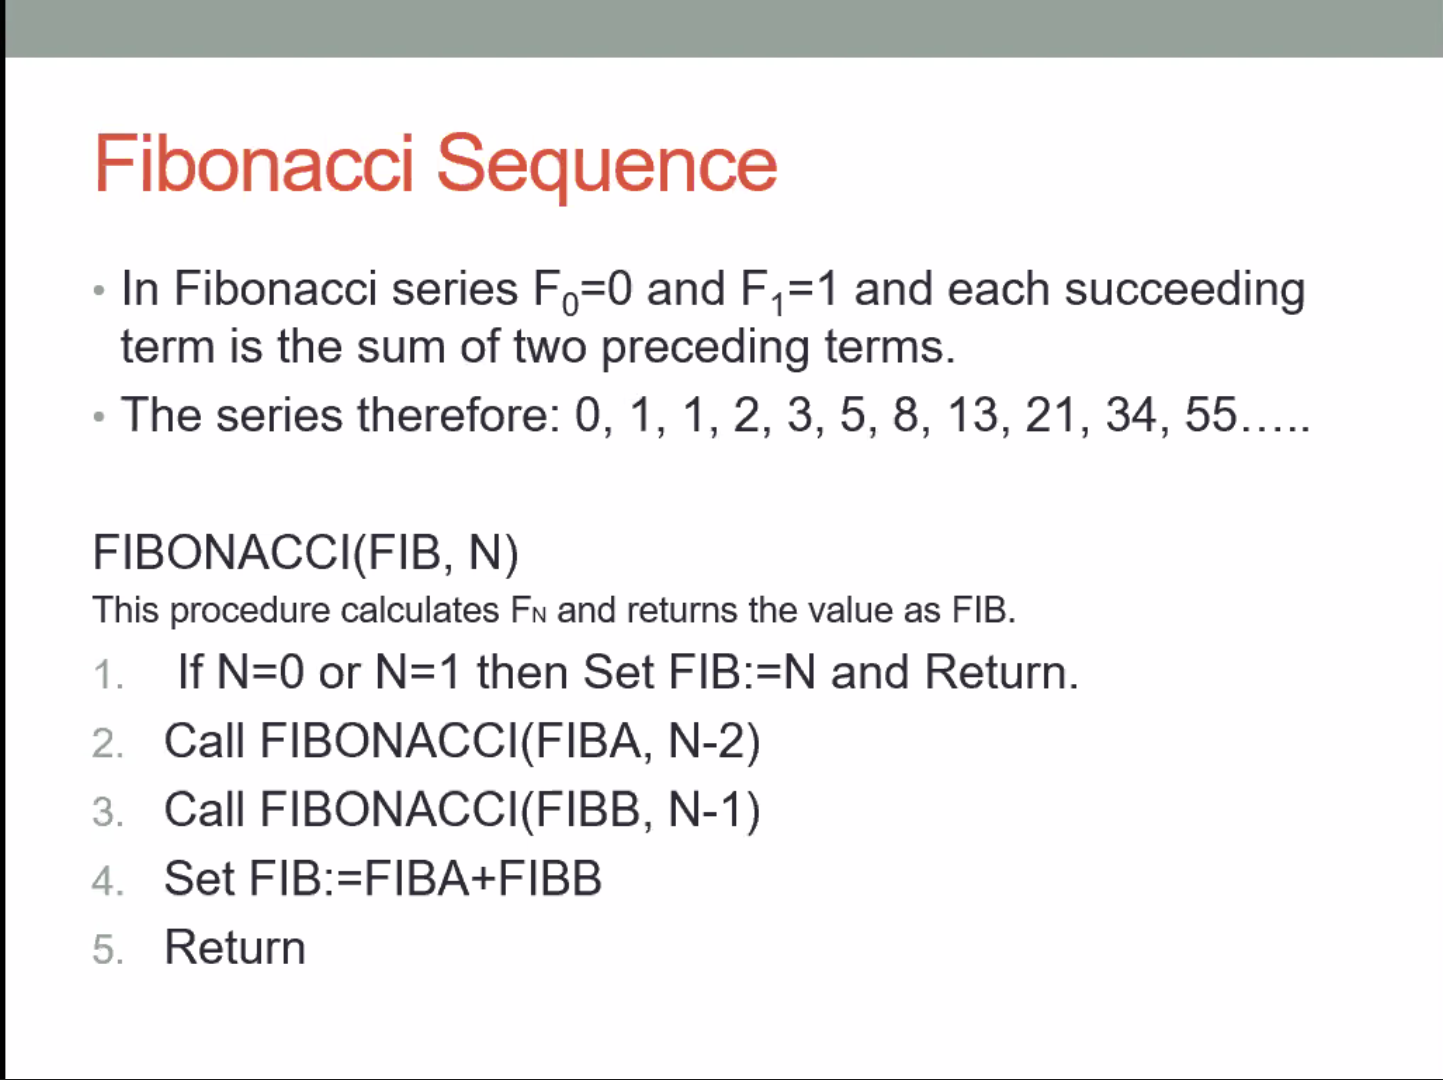 Fibonacci Sequence
• In Fibonacci series F₀=0 and F₁=1 and each succeeding
term is the sum of two preceding terms.
• The series therefore: 0, 1, 1, 2, 3, 5, 8, 13, 21, 34, 55…..
FIBONACCI(FIB, N)
This procedure calculates FN and returns the value as FIB.
1. If N=0 or N=1 then Set FIB:=N and Return.
2. Call FIBONACCI(FIBA, N-2)
3. Call FIBONACCI(FIBB, N-1)
4. Set FIB:=FIBA+FIBB
5. Return